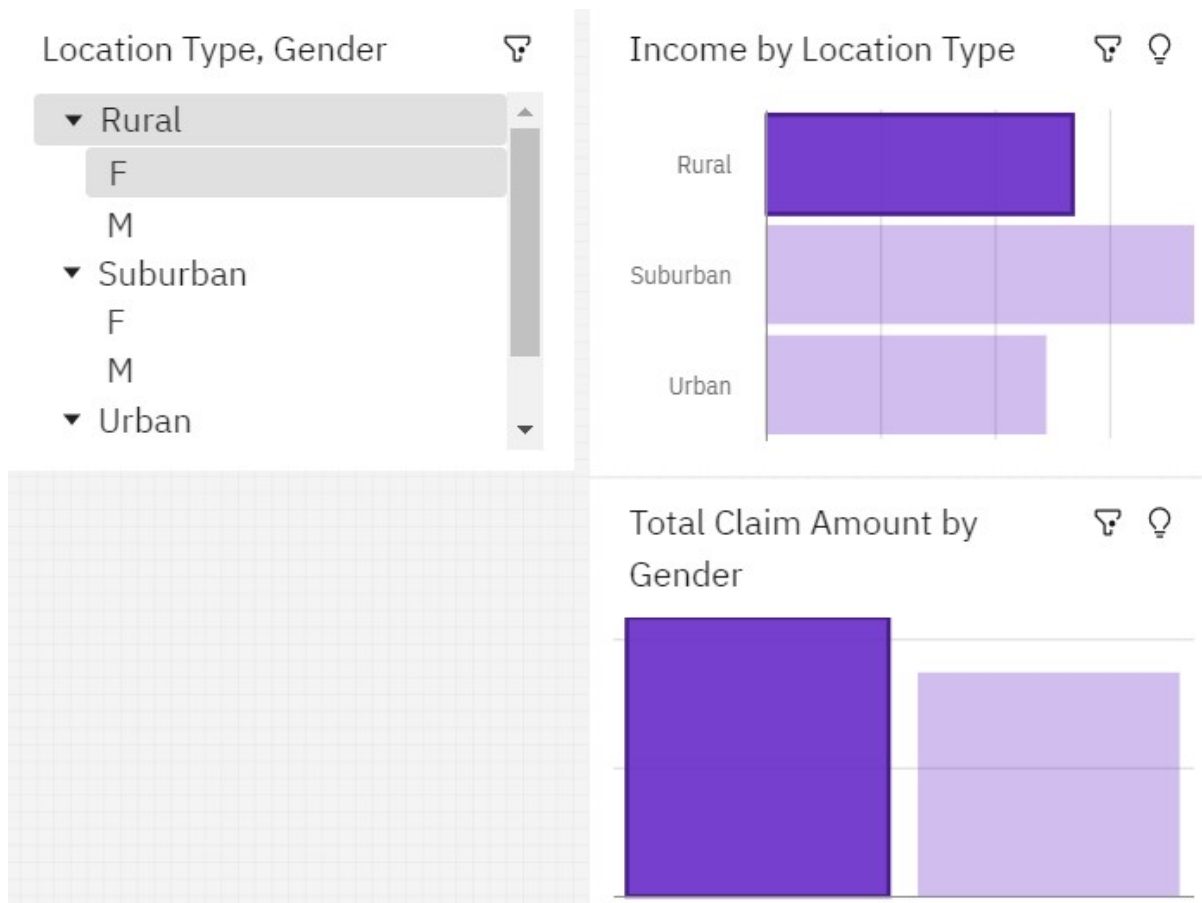 Location Type, Gender
Rural
F
M
Suburban
F
M
Urban
Income by Location Type
Rural
Suburban
Urban
Total Claim Amount by
Gender